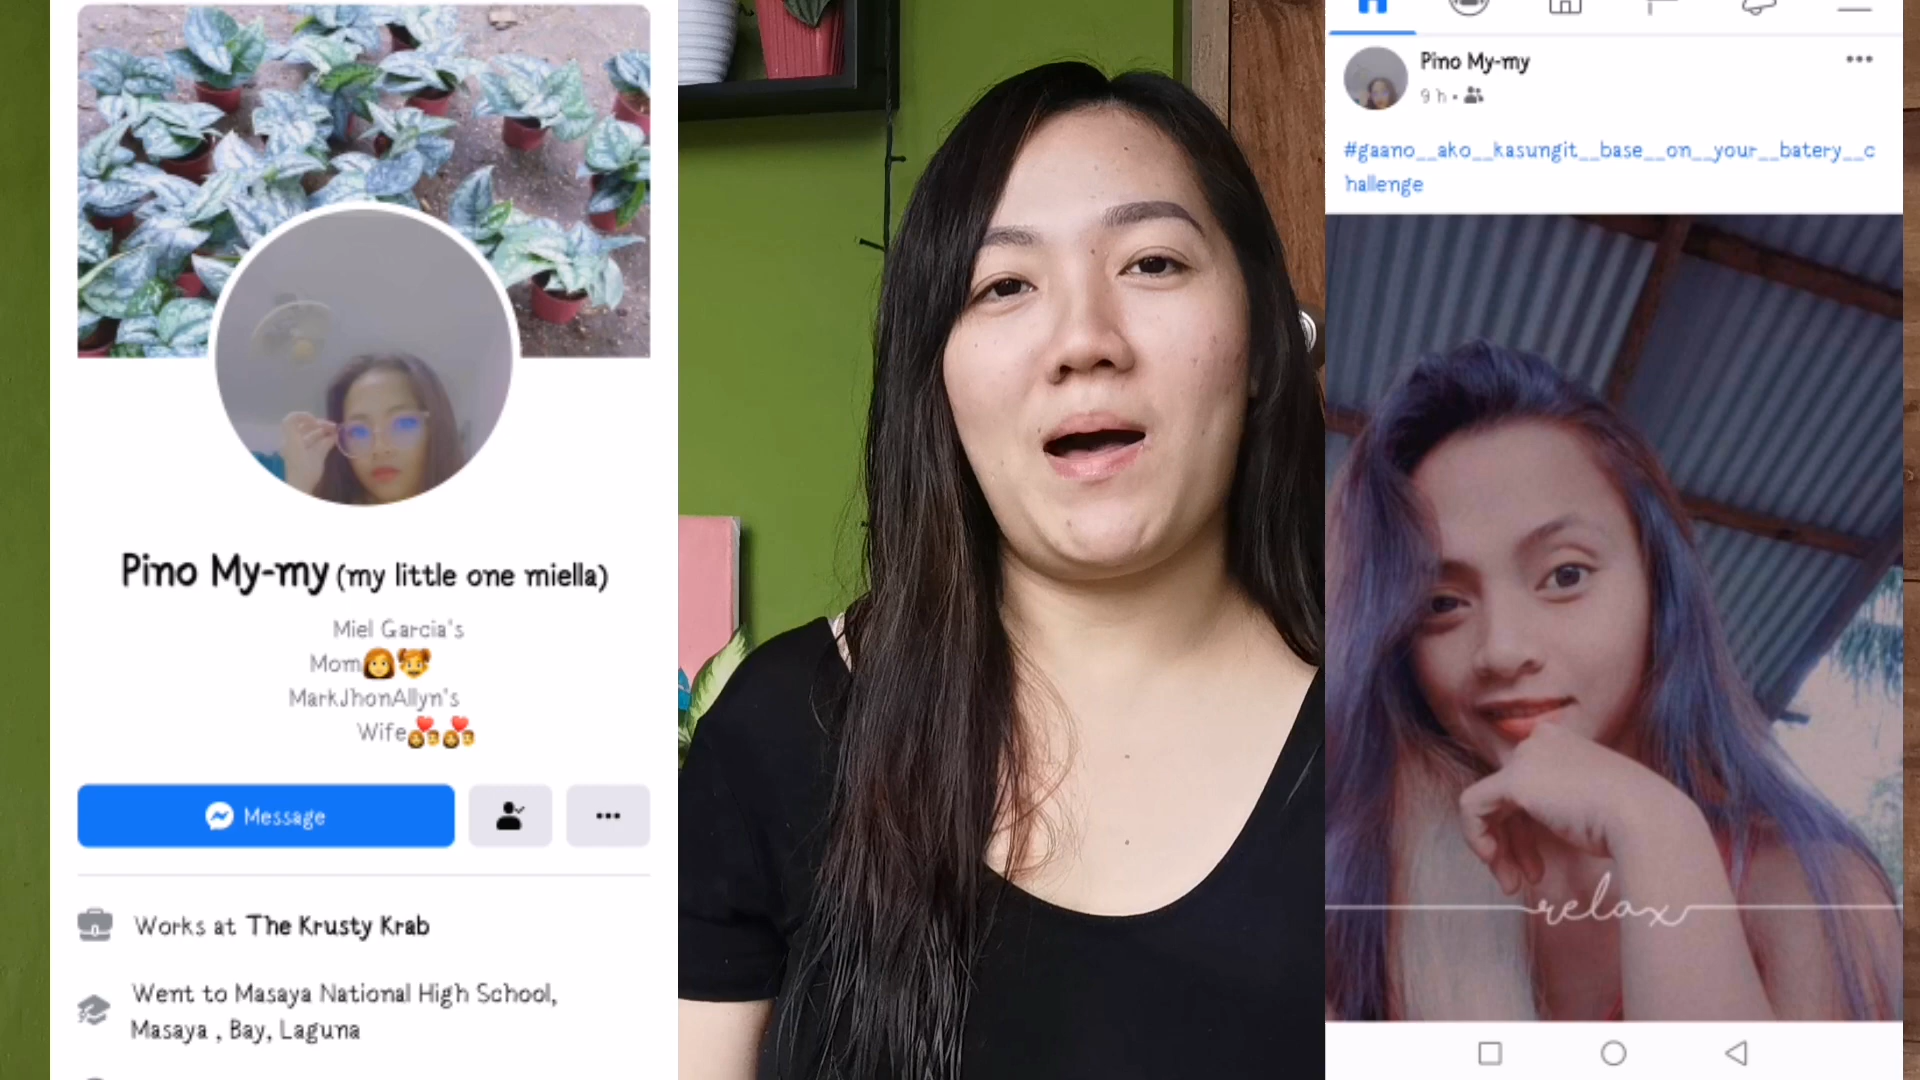 Pino My-my (my little one miella)
Miel Garcia's
Mom
MarkJhonAllyn's
Wife
Message
Works at The Krusty Krab
Went to Masaya National High School,
Masaya , Bay, Laguna
Pino My-my
9 h
#gaano__ako__kasungit__base__on__your__batery__c
hallenge
relax